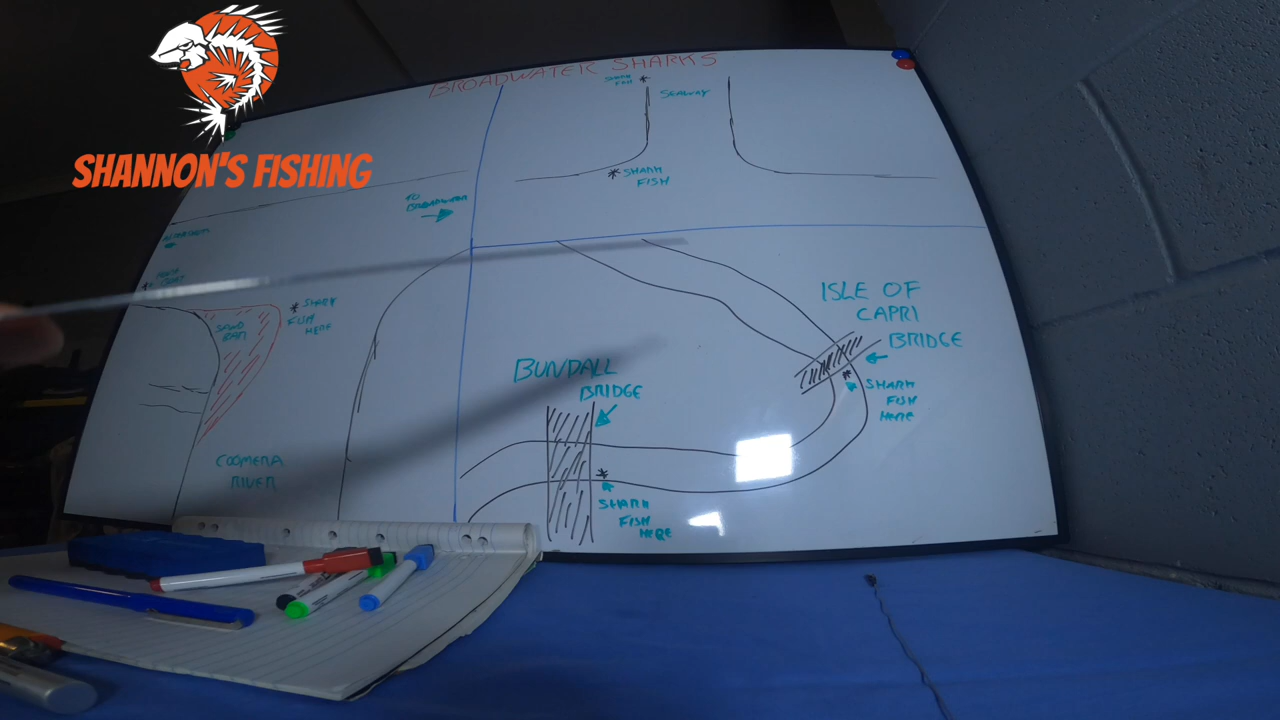 SHANNON'S FISHING
BROADWATER SHARKS
SHARK
FISH
SEAWAY
SHARK
FISH
TO
BROADWATER
SHARK
FISH
HERE
SAND
BAR
COOMERA
RIVER
ISLE OF
CAPRI
BRIDGE
SHARK
FISH
HERE
BUNDALL
BRIDGE
SHARK
FISH
HERE